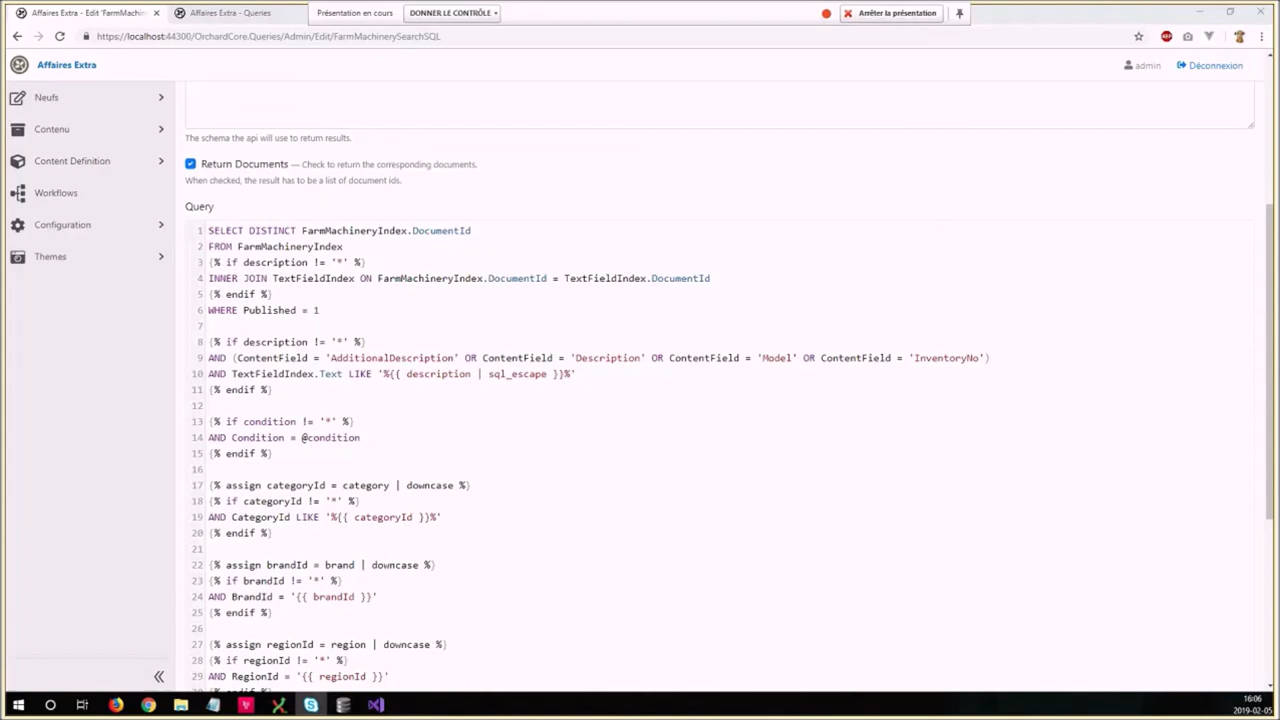 Affaires Extra - Edit 'FarmMachin
Affaires Extra - Queries
Présentation en cours
DONNER LE CONTRÔLE
Arrêter la présentation
https://localhost:44300/OrchardCore.Queries/Admin/Edit/FarmMachinerySearchSQL
ABP
Affaires Extra
admin
Déconnexion
Neufs
Contenu
Content Definition
Workflows
Configuration
Themes
The schema the api will use to return results.
Return Documents — Check to return the corresponding documents.
When checked, the result has to be a list of document ids.
Query
1 SELECT DISTINCT FarmMachineryIndex.DocumentId
2 FROM FarmMachineryIndex
3 {% if description != '*' %}
4 INNER JOIN TextFieldIndex ON FarmMachineryIndex.DocumentId = TextFieldIndex.DocumentId
5 {% endif %}
6 WHERE Published = 1
7
8 {% if description != '*' %}
9 AND (ContentField = 'AdditionalDescription' OR ContentField = 'Description' OR ContentField = 'Model' OR ContentField = 'InventoryNo')
10 AND TextFieldIndex.Text LIKE '%{{ description | sql_escape }}%'
11 {% endif %}
12
13 {% if condition != '*' %}
14 AND Condition = @condition
15 {% endif %}
16
17 {% assign categoryId = category | downcase %}
18 {% if categoryId != '*' %}
19 AND CategoryId LIKE '%{{ categoryId }}%'
20 {% endif %}
21
22 {% assign brandId = brand | downcase %}
23 {% if brandId != '*' %}
24 AND BrandId = '{{ brandId }}'
25 {% endif %}
26
27 {% assign regionId = region | downcase %}
28 {% if regionId != '*' %}
29 AND RegionId = '{{ regionId }}'
16:06
2019-02-05